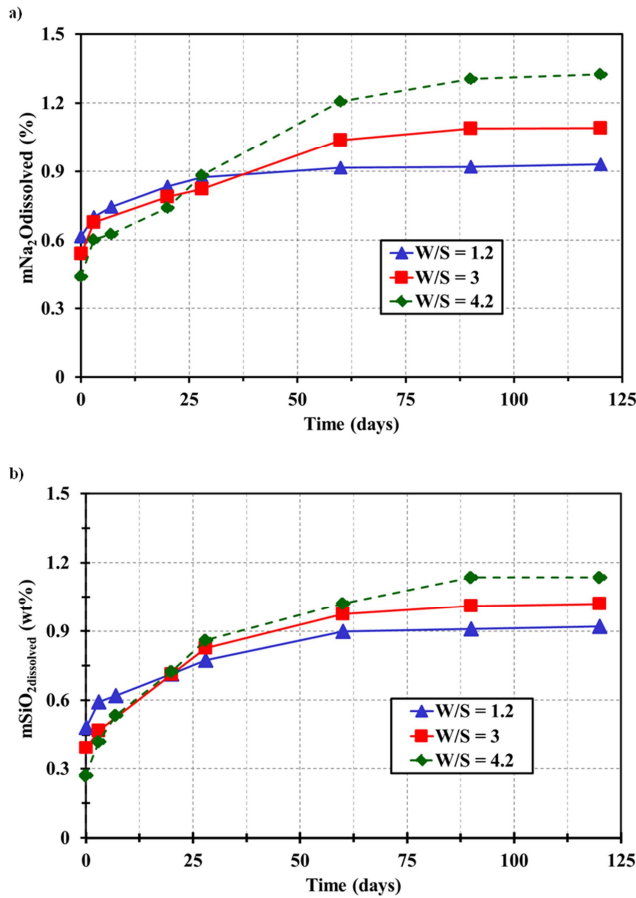 a)
1.5
1.2
0.9
0.6
0.3
0
mNa₂Odissolved (%)
W/S = 1.2
W/S = 3
W/S = 4.2
0 25 50 75 100 125
Time (days)
b)
1.5
1.2
0.9
0.6
0.3
0
mSiO₂dissolved (wt%)
W/S = 1.2
W/S = 3
W/S = 4.2
0 25 50 75 100 125
Time (days)